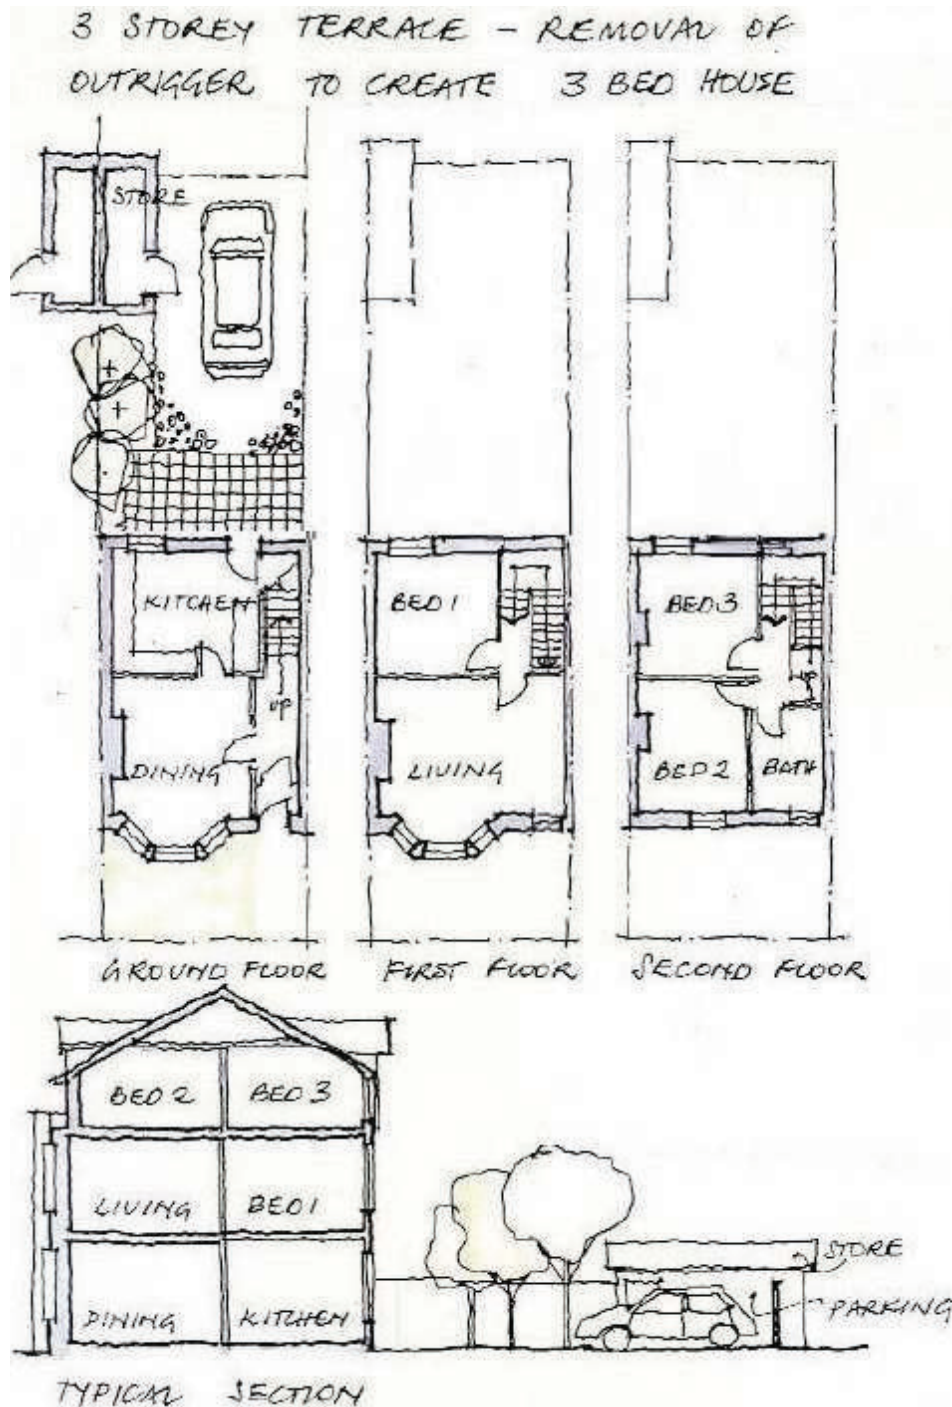 3 STOREY TERRACE - REMOVAL OF
OUTRIGGER TO CREATE 3 BED HOUSE
STORE
KITCHEN
UP
DINING
BED 1
LIVING
BED 3
UP
BED 2
BATH
GROUND FLOOR
FIRST FLOOR
SECOND FLOOR
BED 2
BED 3
LIVING
BED 1
DINING
KITCHEN
STORE
PARKING
TYPICAL SECTION